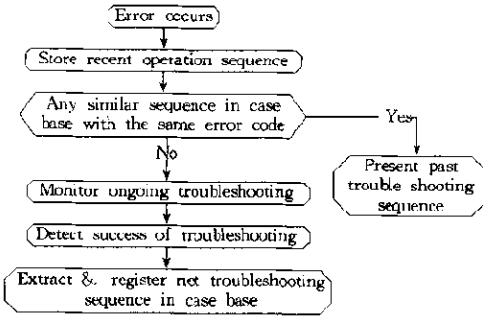 Error occurs
Store recent operation sequence
Any similar sequence in case
base with the same error code
Yes
No
Present past
trouble shooting
sequence
Monitor ongoing troubleshooting
Detect success of troubleshooting
Extract & register net troubleshooting
sequence in case base